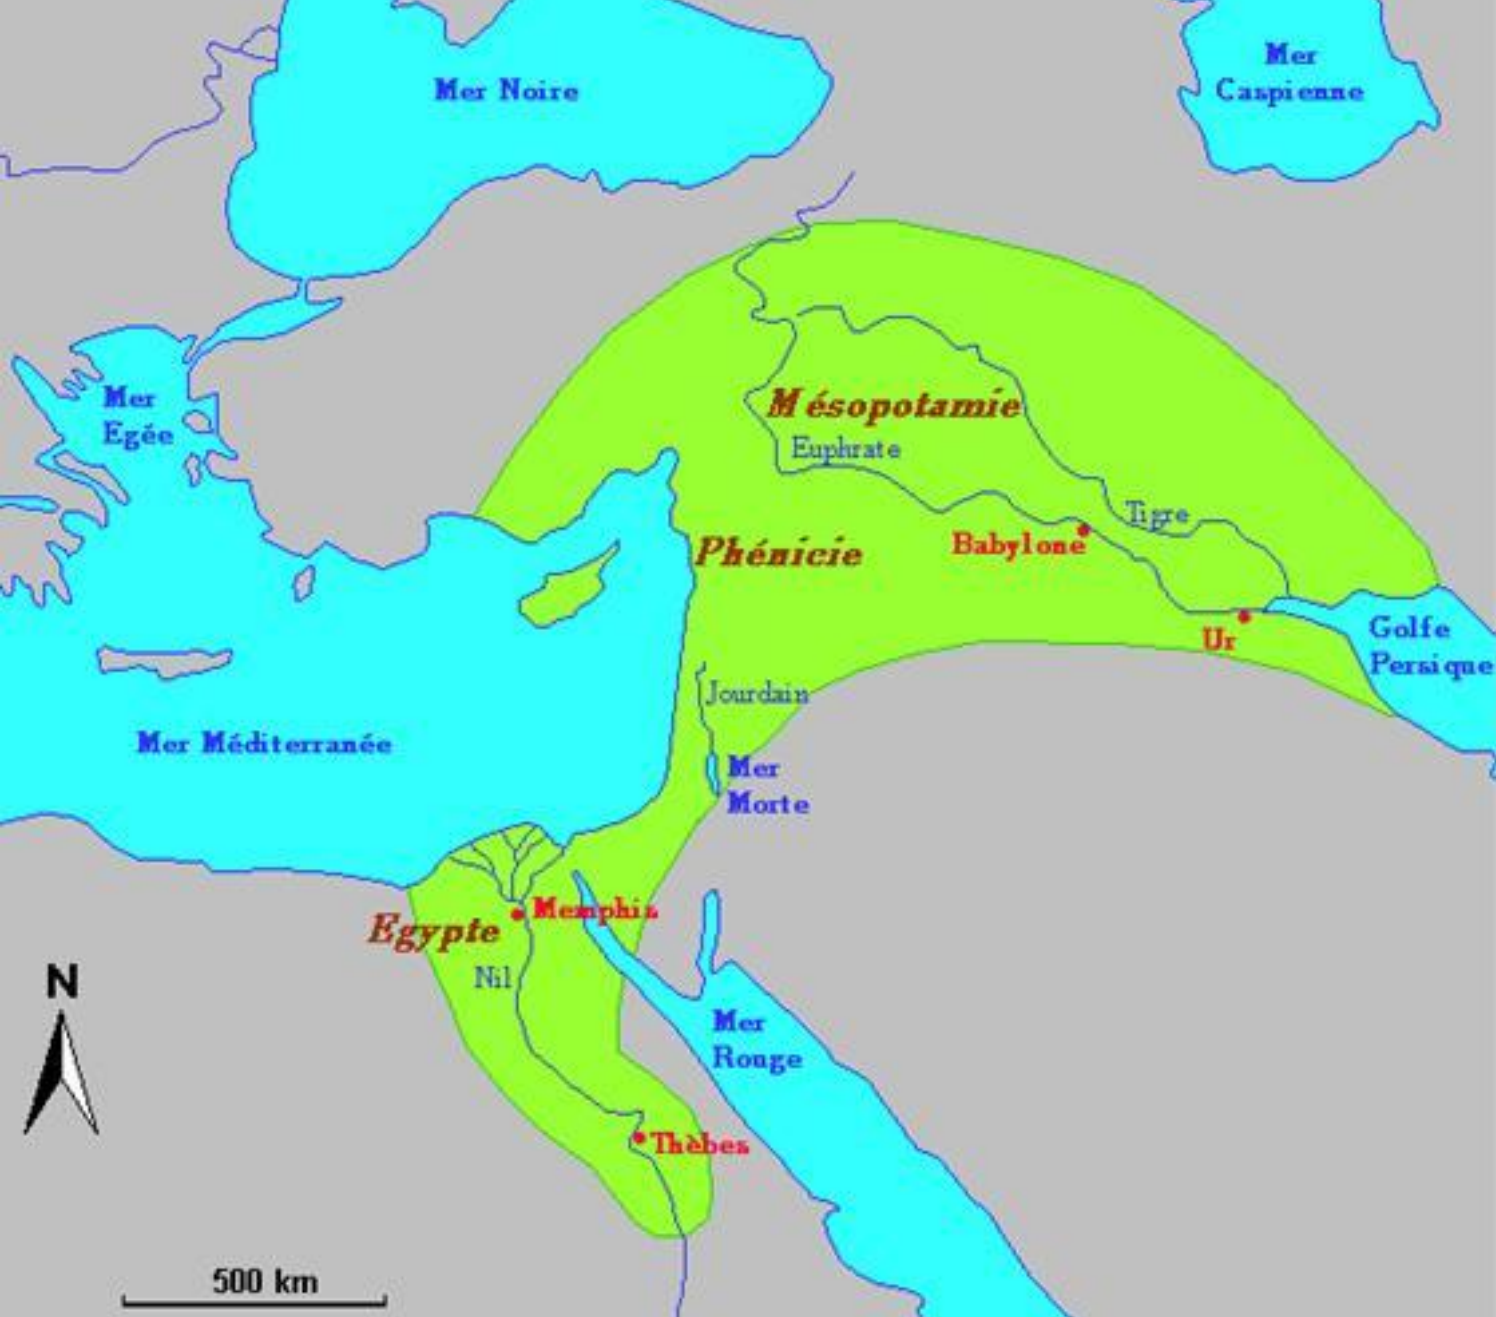 Mer Noire
Mer
Caspienne
Mer
Egée
Mésopotamie
Euphrate
Tigre
Babylone
Phénicie
Ur
Golfe
Persique
Jourdain
Mer Méditerranée
Mer
Morte
Memphis
Egypte
Nil
N
Mer
Rouge
Thèbes
500 km